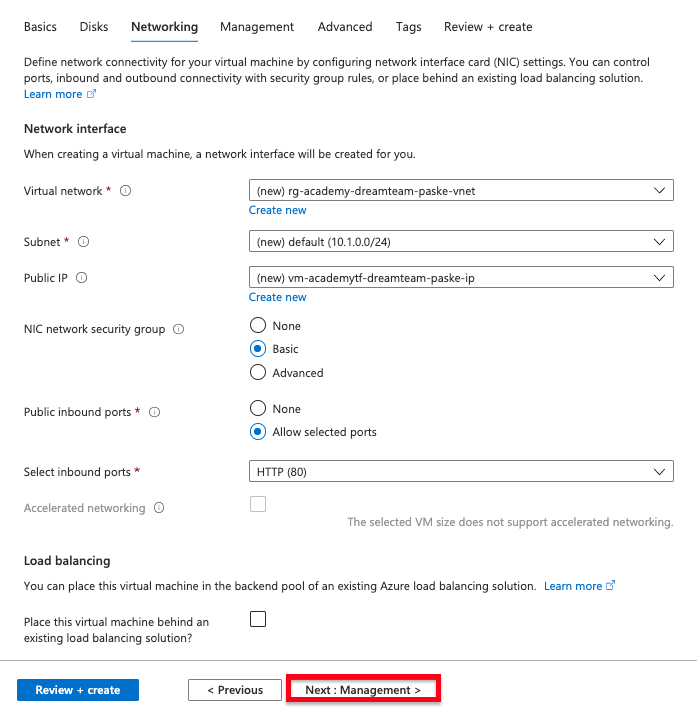 Basics Disks Networking Management Advanced Tags Review + create
Define network connectivity for your virtual machine by configuring network interface card (NIC) settings. You can control
ports, inbound and outbound connectivity with security group rules, or place behind an existing load balancing solution.
Learn more
Network interface
When creating a virtual machine, a network interface will be created for you.
Virtual network * (new) rg-academy-dreamteam-paske-vnet
Create new
Subnet * (new) default (10.1.0.0/24)
Public IP (new) vm-academytf-dreamteam-paske-ip
Create new
NIC network security group None
Basic
Advanced
Public inbound ports * None
Allow selected ports
Select inbound ports * HTTP (80)
Accelerated networking
The selected VM size does not support accelerated networking.
Load balancing
You can place this virtual machine in the backend pool of an existing Azure load balancing solution. Learn more
Place this virtual machine behind an
existing load balancing solution?
Review + create < Previous Next : Management >